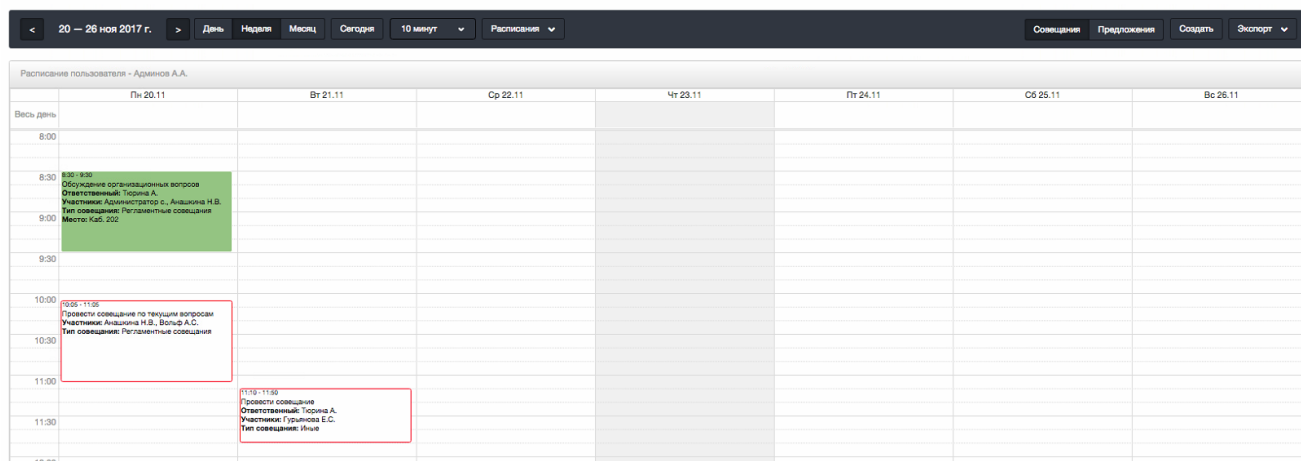 < 20 — 26 ноя 2017 г. > День Неделя Месяц Сегодня 10 минут Расписания Совещания Предложения Создать Экспорт
Расписание пользователя - Админов А.А.
Пн 20.11 Вт 21.11 Ср 22.11 Чт 23.11 Пт 24.11 Сб 25.11 Вс 26.11
Весь день
8:00
8:30
8:30 - 9:30
Обсуждение организационных вопросов
Ответственный: Тюрина А.
Участники: Администратор с., Анашкина Н.В.
Тип совещания: Регламентные совещания
9:00
Место: Каб. 202
9:30
10:00
10:05 - 11:05
Провести совещание по текущим вопросам
Участники: Анашкина Н.В., Вольф А.С.
Тип совещания: Регламентные совещания
10:30
11:00
11:10 - 11:50
Провести совещание
Ответственный: Тюрина А.
Участники: Гурьянова Е.С.
Тип совещания: Иные
11:30